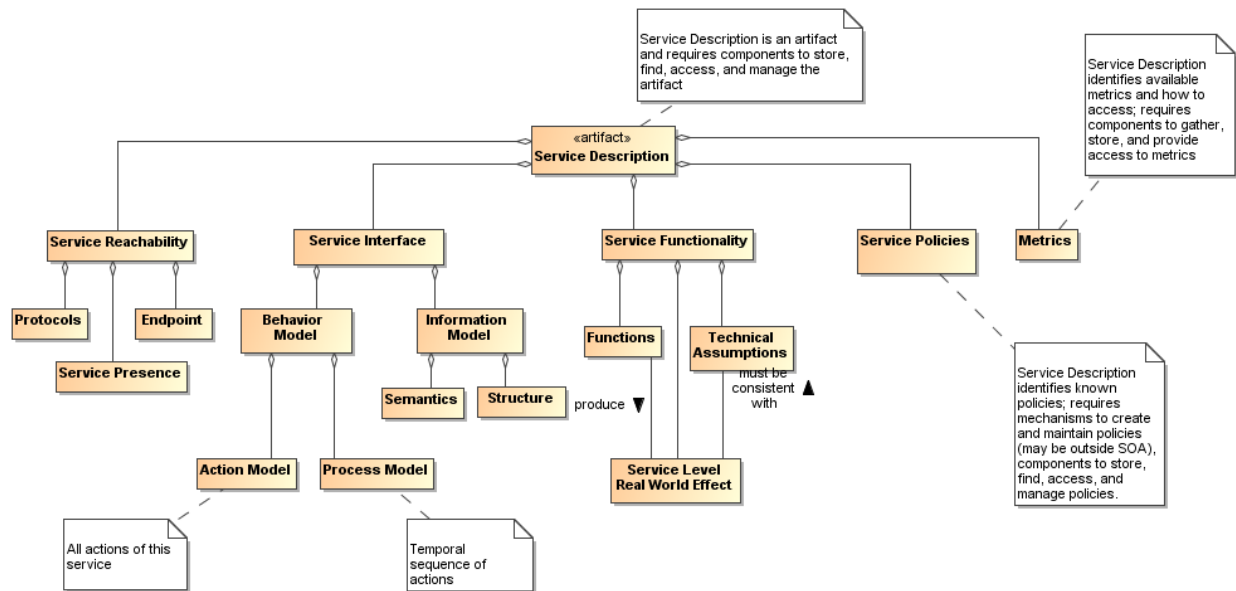 Service Description is an artifact
and requires components to store,
find, access, and manage the
artifact
Service Description
identifies available
metrics and how to
access; requires
components to gather,
store, and provide
access to metrics
«artifact»
Service Description
Service Reachability
Service Interface
Service Functionality
Service Policies
Metrics
Protocols
Endpoint
Service Presence
Behavior
Model
Information
Model
Semantics
Structure
Functions
Technical
Assumptions
produce
must be
consistent
with
Action Model
Process Model
Service Level
Real World Effect
Service Description
identifies known
policies; requires
mechanisms to create
and maintain policies
(may be outside SOA),
components to store,
find, access, and
manage policies.
All actions of this
service
Temporal
sequence of
actions